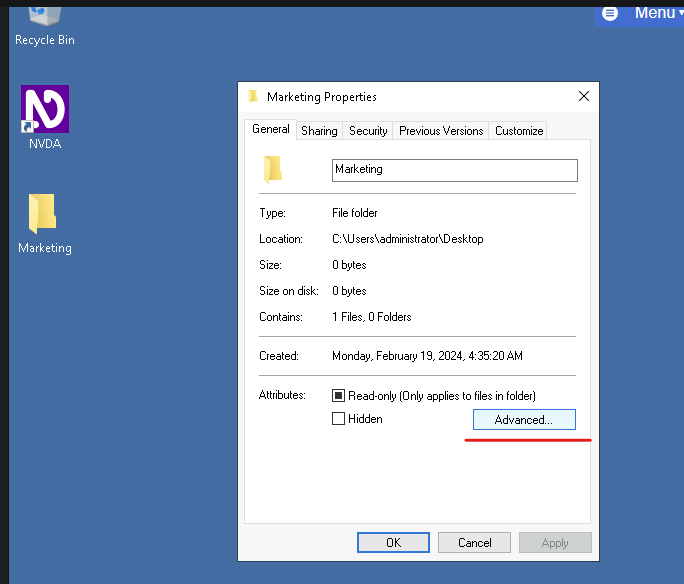 Menu
Recycle Bin
NVDA
Marketing
Marketing Properties
General
Sharing
Security
Previous Versions
Customize
Marketing
Type: File folder
Location: C:\Users\administrator\Desktop
Size: 0 bytes
Size on disk: 0 bytes
Contains: 1 Files, 0 Folders
Created: Monday, February 19, 2024, 4:35:20 AM
Attributes: Read-only (Only applies to files in folder)
Hidden
Advanced...
OK
Cancel
Apply